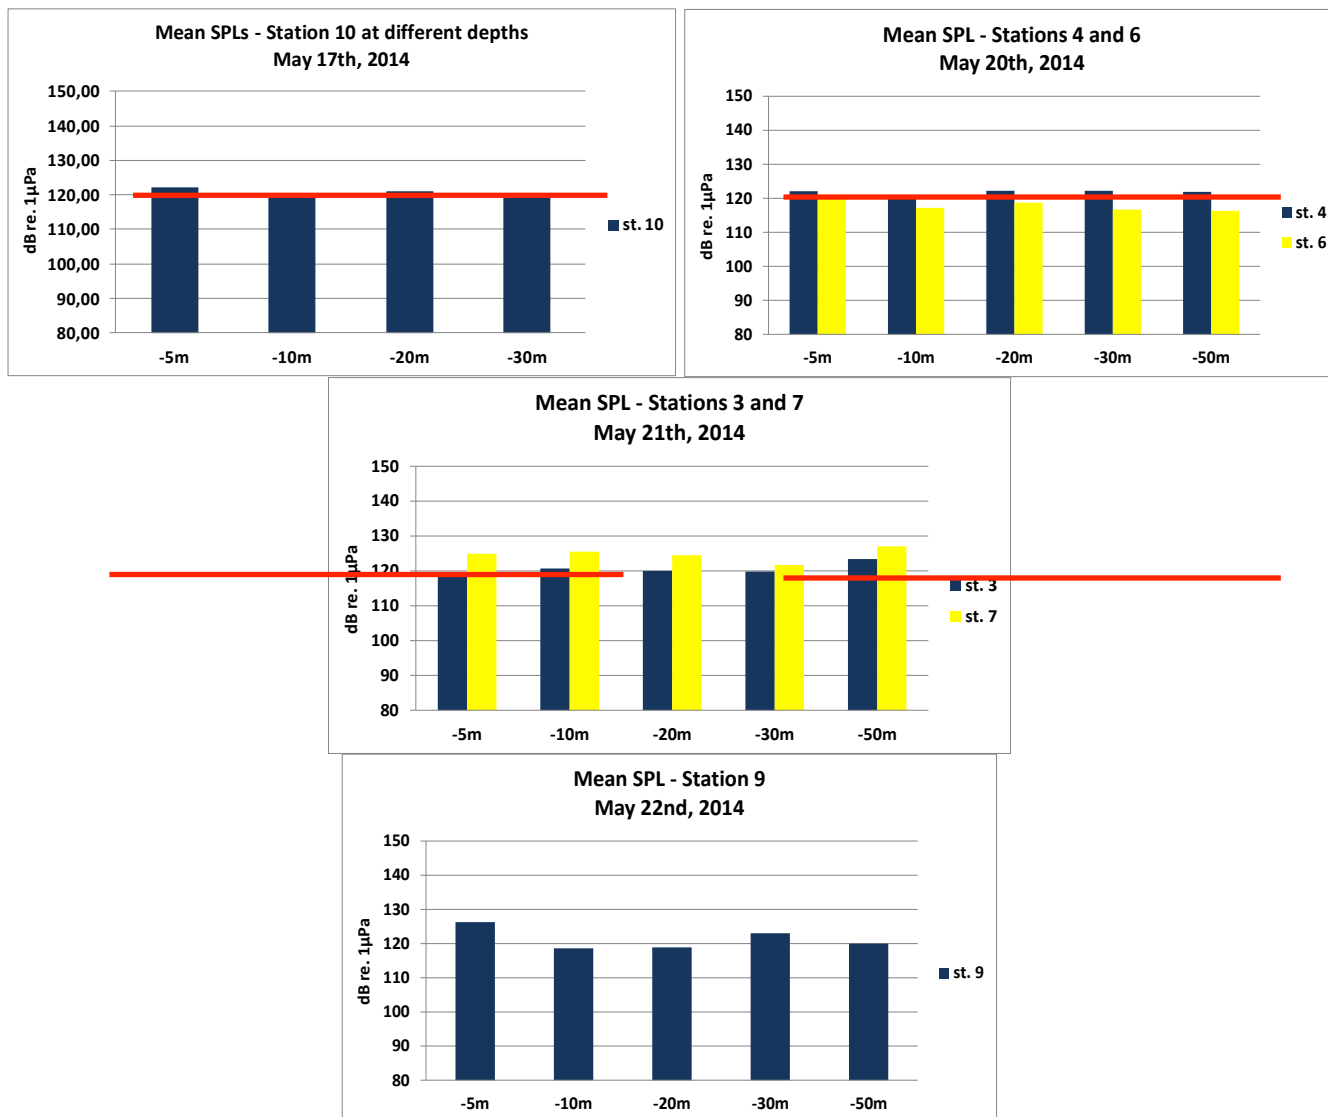 Mean SPLs - Station 10 at different depths
May 17th, 2014
150,00
140,00
130,00
120,00
110,00
100,00
90,00
80,00
dB re. 1µPa
-5m -10m -20m -30m
st. 10
Mean SPL - Stations 4 and 6
May 20th, 2014
150
140
130
120
110
100
90
80
dB re. 1µPa
-5m -10m -20m -30m -50m
st. 4
st. 6
Mean SPL - Stations 3 and 7
May 21th, 2014
150
140
130
120
110
100
90
80
dB re. 1µPa
-5m -10m -20m -30m -50m
st. 3
st. 7
Mean SPL - Station 9
May 22nd, 2014
150
140
130
120
110
100
90
80
dB re. 1µPa
-5m -10m -20m -30m -50m
st. 9